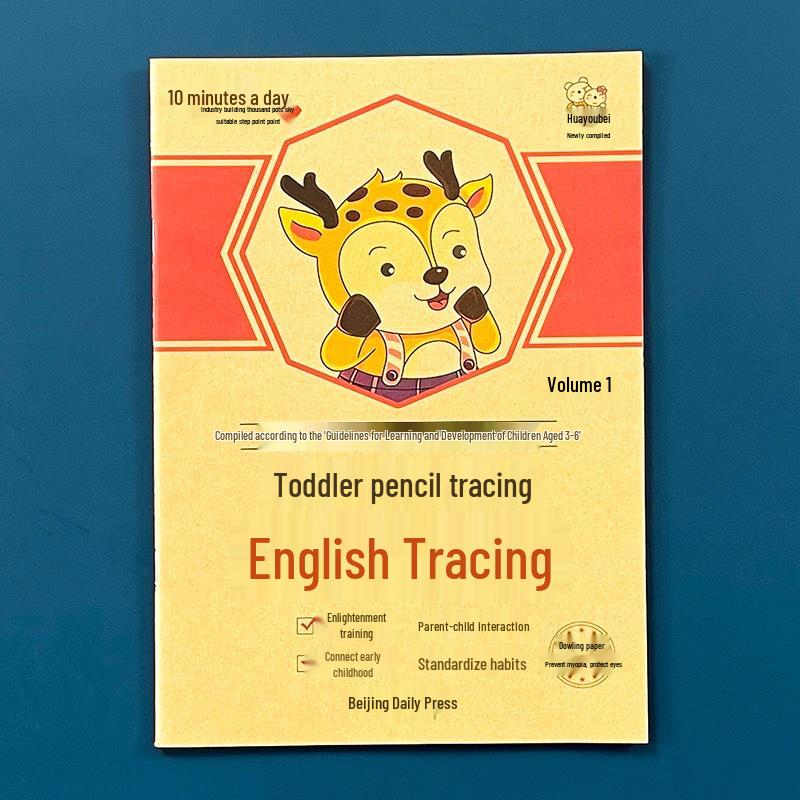 10 minutes a day
Industry building thousand pots sky
suitable step point point
Huayoubei
Newly compiled
Volume 1
Compiled according to the 'Guidelines for Learning and Development of Children Aged 3-6'
Toddler pencil tracing
English Tracing
Enlightenment
training
Parent-child interaction
Connect early
childhood
Standardize habits
Dowling paper
Prevent myopia, protect eyes
Beijing Daily Press